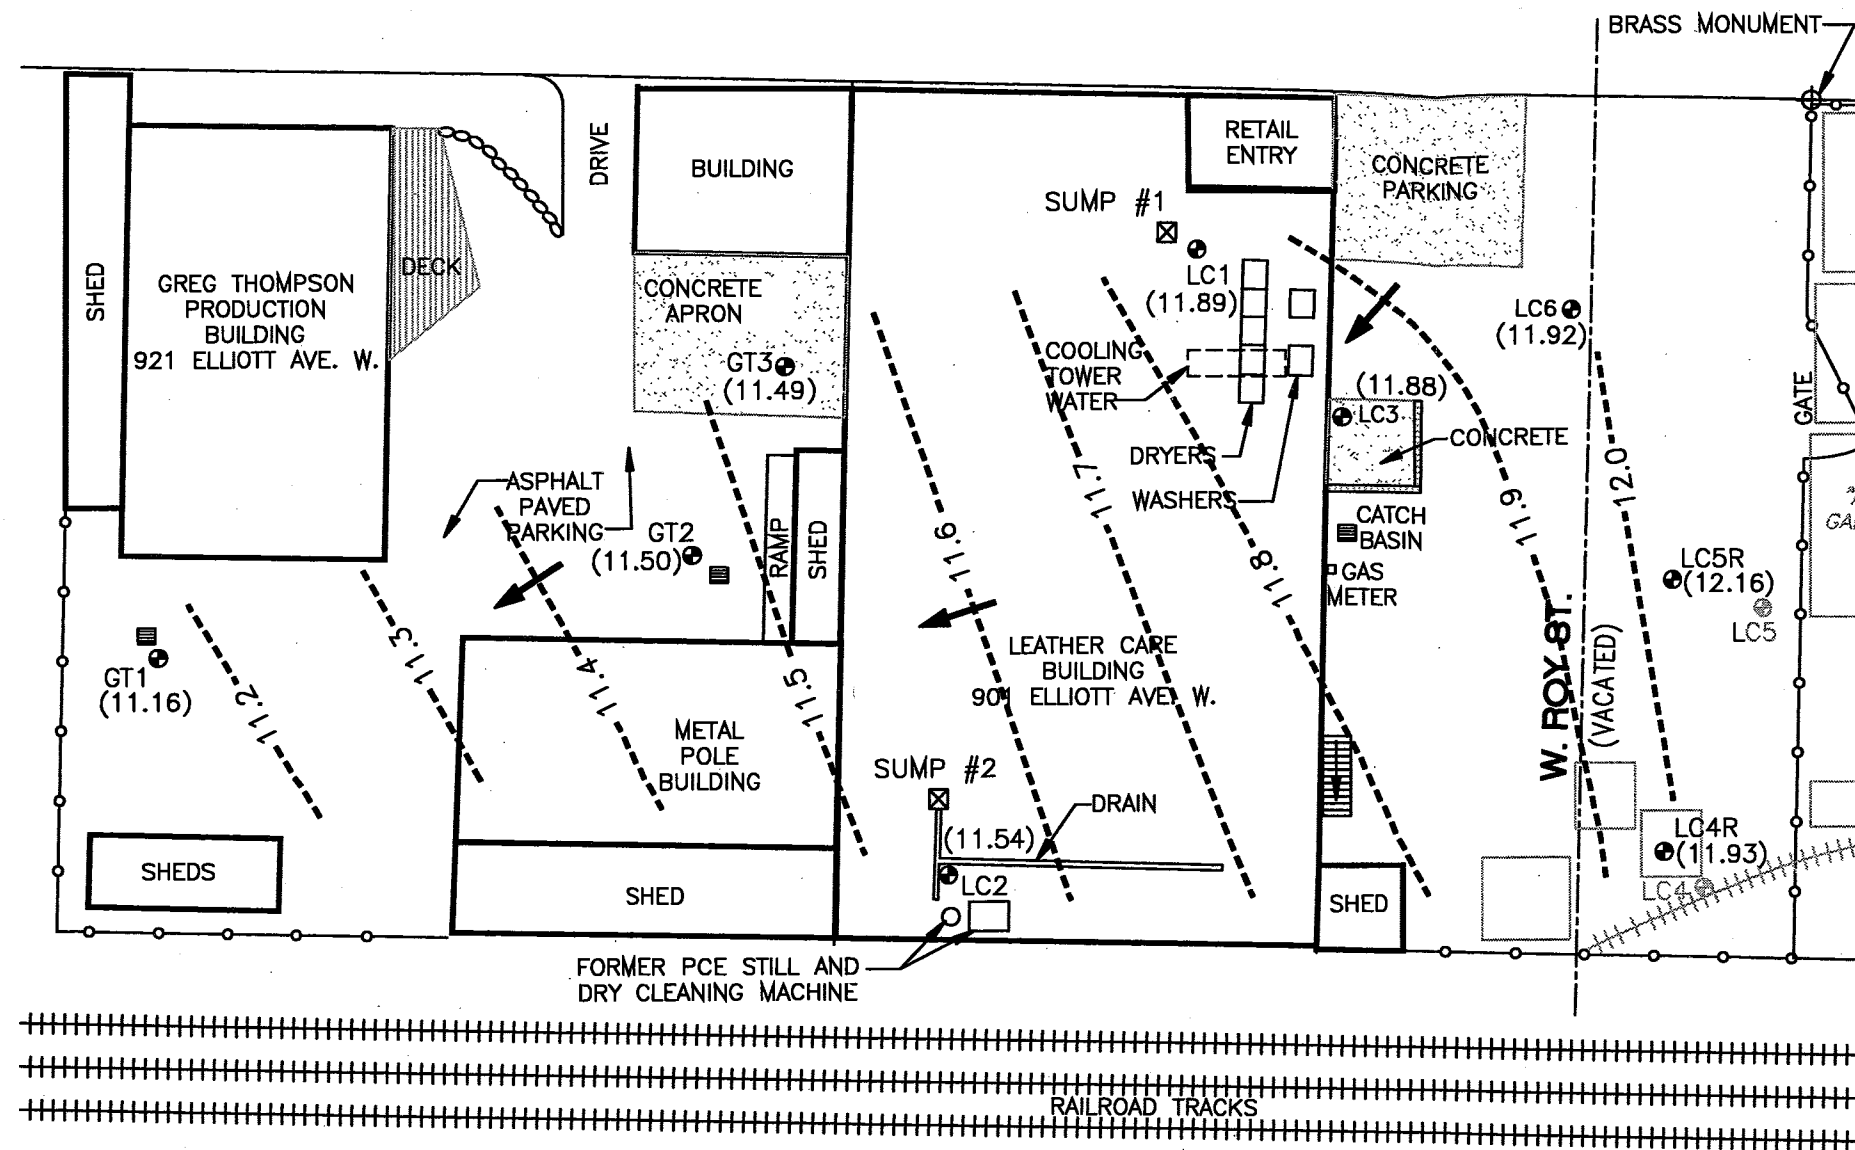 BRASS MONUMENT
SHED
GREG THOMPSON
PRODUCTION
BUILDING
921 ELLIOTT AVE. W.
DECK
DRIVE
BUILDING
CONCRETE
APRON
GT3
(11.49)
RETAIL
ENTRY
CONCRETE
PARKING
SUMP #1
LC1
(11.89)
LC6
(11.92)
COOLING
TOWER
WATER
(11.88)
LC3
CONCRETE
DRYERS
WASHERS
GATE
ASPHALT
PAVED
PARKING
GT2
(11.50)
RAMP
SHED
CATCH
BASIN
GAS
METER
LC5R
(12.16)
LC5
GT1
(11.16)
11.2
11.3
11.4
11.5
11.6
11.7
11.8
11.9
12.0
W. ROY ST.
(VACATED)
LEATHER CARE
BUILDING
901 ELLIOTT AVE. W.
METAL
POLE
BUILDING
SUMP #2
DRAIN
(11.54)
LC2
LC4R
(11.93)
LC4
SHEDS
SHED
SHED
FORMER PCE STILL AND
DRY CLEANING MACHINE
RAILROAD TRACKS